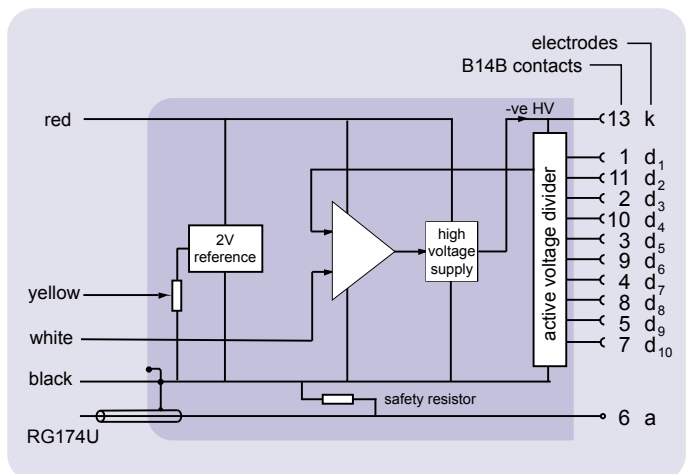 electrodes
B14B contacts
red
-ve HV
13 k
1 d1
11 d2
2 d3
10 d4
3 d5
9 d6
4 d7
8 d8
5 d9
7 d10
active voltage divider
2V
reference
high
voltage
supply
yellow
white
black
safety resistor
RG174U
6 a